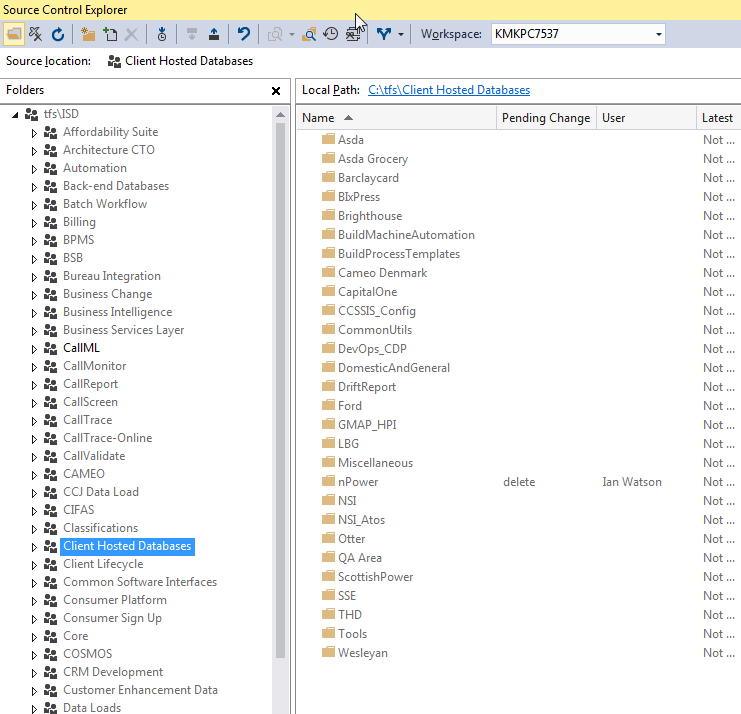 Source Control Explorer
Workspace: KMKPC7537
Source location: Client Hosted Databases
Folders
tfs\ISD
Affordability Suite
Architecture CTO
Automation
Back-end Databases
Batch Workflow
Billing
BPMS
BSB
Bureau Integration
Business Change
Business Intelligence
Business Services Layer
CallML
CallMonitor
CallReport
CallScreen
CallTrace
CallTrace-Online
CallValidate
CAMEO
CCJ Data Load
CIFAS
Classifications
Client Hosted Databases
Client Lifecycle
Common Software Interfaces
Consumer Platform
Consumer Sign Up
Core
COSMOS
CRM Development
Customer Enhancement Data
Data Loads
Local Path: C:\tfs\Client Hosted Databases
Name Pending Change User Latest
Asda Not ...
Asda Grocery Not ...
Barclaycard Not ...
BIxPress Not ...
Brighthouse Not ...
BuildMachineAutomation Not ...
BuildProcessTemplates Not ...
Cameo Denmark Not ...
CapitalOne Not ...
CCSSIS_Config Not ...
CommonUtils Not ...
DevOps_CDP Not ...
DomesticAndGeneral Not ...
DriftReport Not ...
Ford Not ...
GMAP_HPI Not ...
LBG Not ...
Miscellaneous Not ...
nPower delete Ian Watson Not ...
NSI Not ...
NSI_Atos Not ...
Otter Not ...
QA Area Not ...
ScottishPower Not ...
SSE Not ...
THD Not ...
Tools Not ...
Wesleyan Not ...